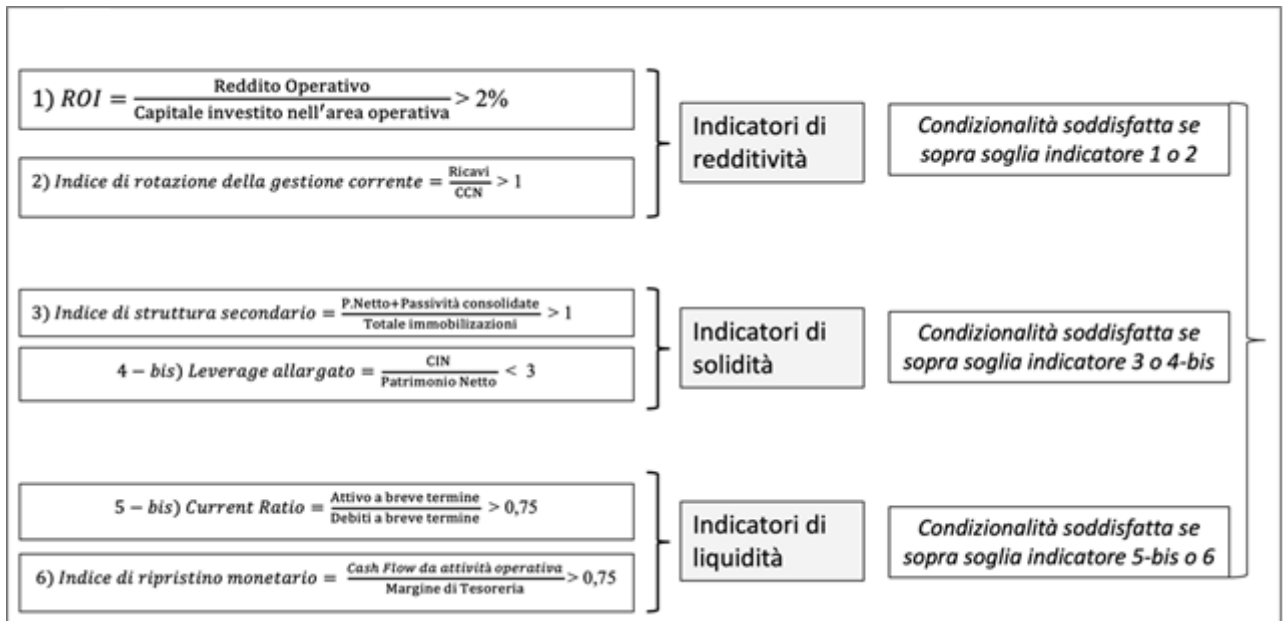 1) ROI = Reddito Operativo / Capitale investito nell'area operativa > 2%
2) Indice di rotazione della gestione corrente = Ricavi / CCN > 1
Indicatori di
redditività
Condizionalità soddisfatta se
sopra soglia indicatore 1 o 2
3) Indice di struttura secondario = P.Netto+Passività consolidate / Totale immobilizazioni > 1
4 − bis) Leverage allargato = CIN / Patrimonio Netto < 3
Indicatori di
solidità
Condizionalità soddisfatta se
sopra soglia indicatore 3 o 4-bis
5 − bis) Current Ratio = Attivo a breve termine / Debiti a breve termine > 0,75
6) Indice di ripristino monetario = Cash Flow da attività operativa / Margine di Tesoreria > 0,75
Indicatori di
liquidità
Condizionalità soddisfatta se
sopra soglia indicatore 5-bis o 6